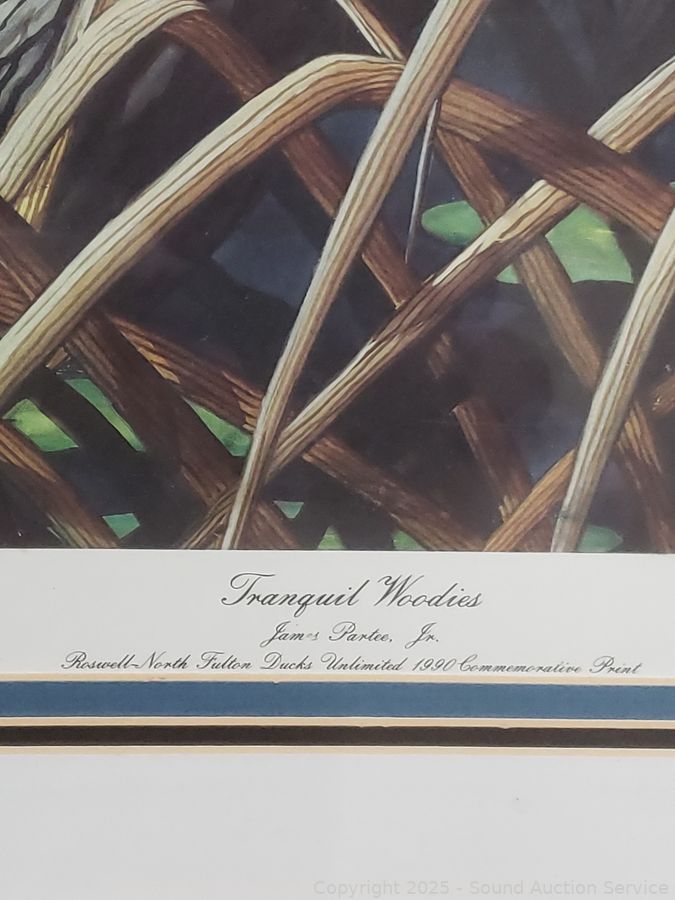 Tranquil Woodies
James Partee, Jr.
Roswell-North Fulton Ducks Unlimited 1990 Commemorative Print
Copyright 2025 - Sound Auction Service